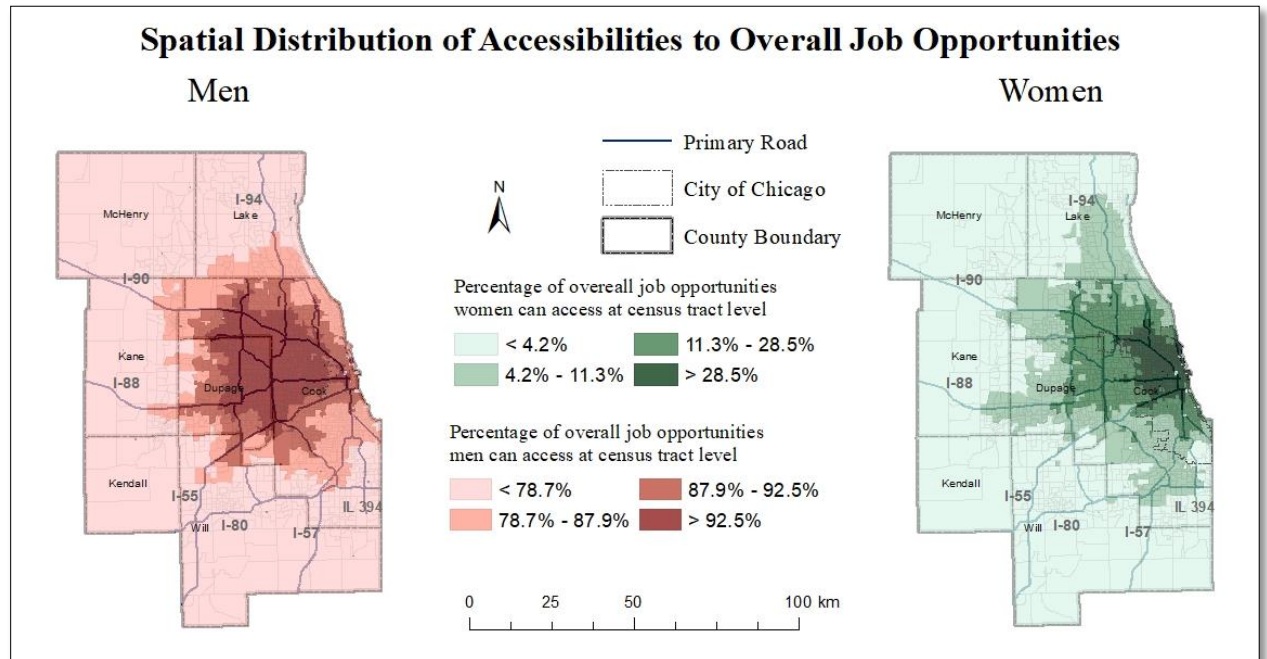 Spatial Distribution of Accessibilities to Overall Job Opportunities
Men
Women
Primary Road
City of Chicago
County Boundary
N
Percentage of overeall job opportunities
women can access at census tract level
< 4.2%
11.3% - 28.5%
4.2% - 11.3%
> 28.5%
Percentage of overall job opportunities
men can access at census tract level
< 78.7%
87.9% - 92.5%
78.7% - 87.9%
> 92.5%
0 25 50 100 km
I-94
McHenry
Lake
I-90
Kane
I-88
Dupage
Cook
Kendall
I-55
IL 394
Will
I-80
I-57
I-94
McHenry
Lake
I-90
Kane
I-88
Dupage
Cook
Kendall
I-55
IL 394
Will
I-80
I-57